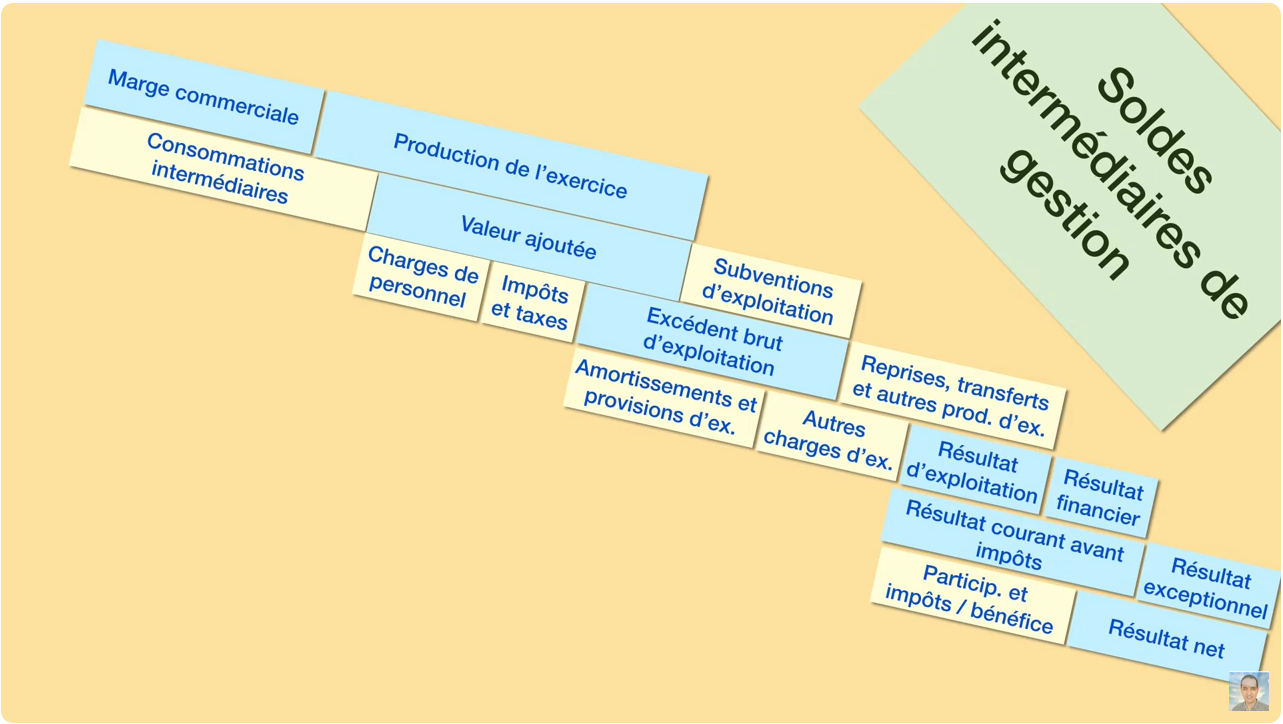 Soldes
intermédiaires de
gestion
Marge commerciale
Production de l'exercice
Consommations
intermédiaires
Valeur ajoutée
Subventions
d'exploitation
Charges de
personnel
Impôts
et taxes
Excédent brut
d'exploitation
Reprises, transferts
et autres prod. d'ex.
Amortissements et
provisions d'ex.
Autres
charges d'ex.
Résultat
d'exploitation
Résultat
financier
Résultat courant avant
impôts
Résultat
exceptionnel
Particip. et
impôts / bénéfice
Résultat net